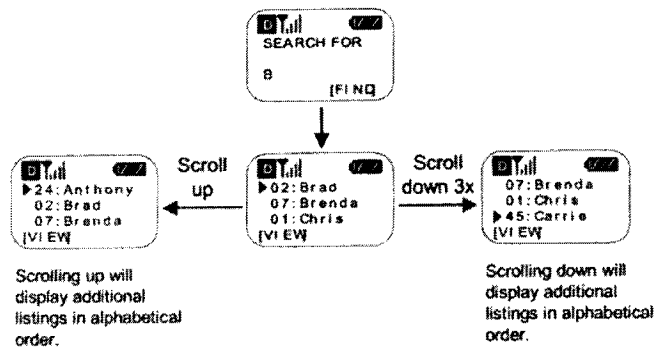 D
SEARCH FOR
B
[FIND]
Scroll
up
D
24:Anthony
02:Brad
07:Brenda
[VIEW]
D
02:Brad
07:Brenda
01:Chris
[VIEW]
Scroll
down 3x
D
07:Brenda
01:Chris
45:Carrie
[VIEW]
Scrolling up will
display additional
listings in alphabetical
order.
Scrolling down will
display additional
listings in alphabetical
order.